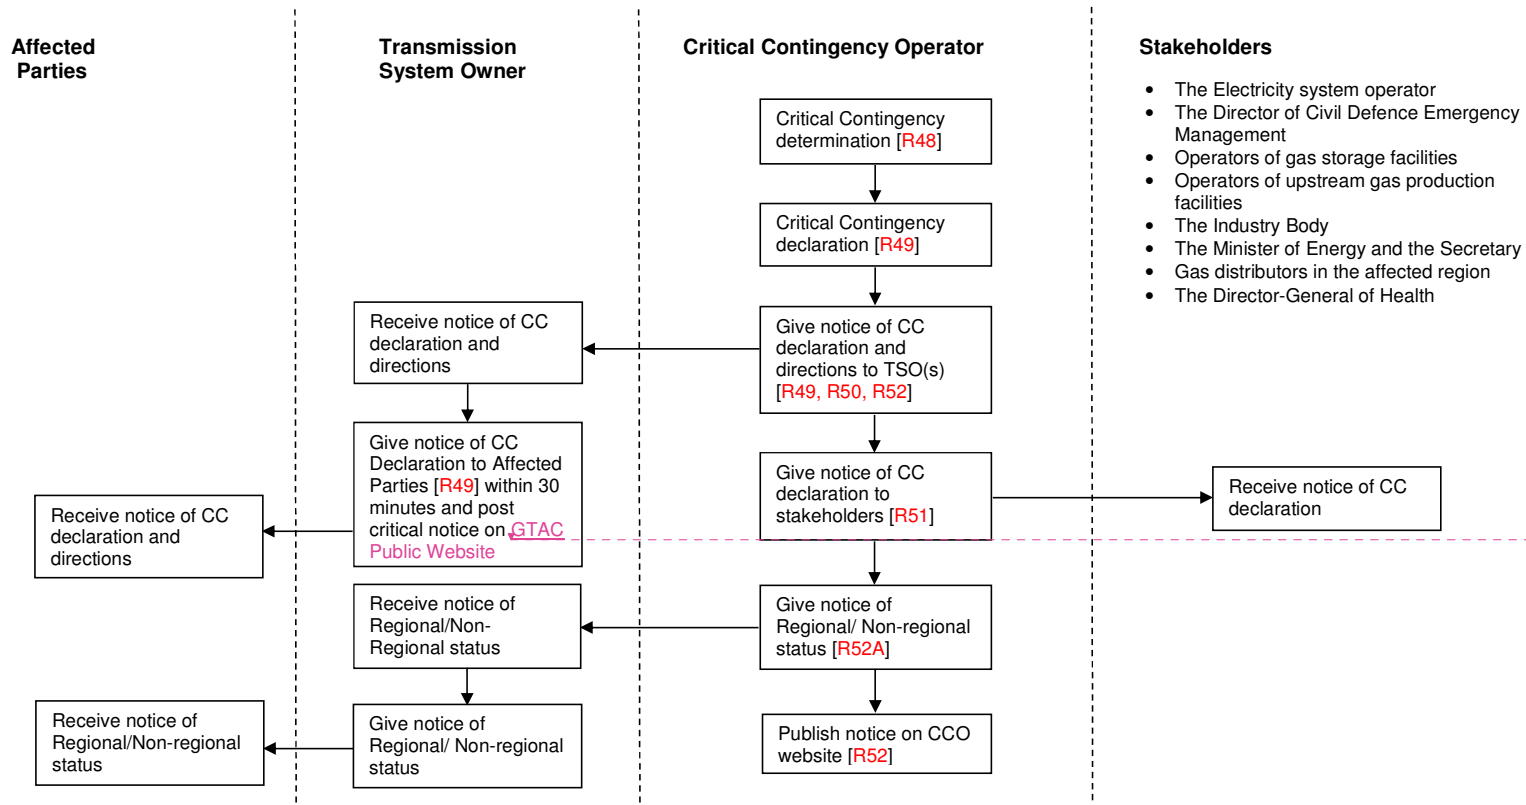 Affected
Parties
Transmission
System Owner
Critical Contingency Operator
Stakeholders
• The Electricity system operator
• The Director of Civil Defence Emergency
Management
• Operators of gas storage facilities
• Operators of upstream gas production
facilities
• The Industry Body
• The Minister of Energy and the Secretary
• Gas distributors in the affected region
• The Director-General of Health
Critical Contingency
determination [R48]
Critical Contingency
declaration [R49]
Give notice of CC
declaration and
directions to TSO(s)
[R49, R50, R52]
Receive notice of CC
declaration and
directions
Give notice of CC
Declaration to Affected
Parties [R49] within 30
minutes and post
critical notice on GTAC
Public Website
Receive notice of CC
declaration and
directions
Give notice of CC
declaration to
stakeholders [R51]
Receive notice of CC
declaration
Give notice of
Regional/ Non-regional
status [R52A]
Receive notice of
Regional/Non-
Regional status
Give notice of
Regional/ Non-regional
status
Receive notice of
Regional/Non-regional
status
Publish notice on CCO
website [R52]